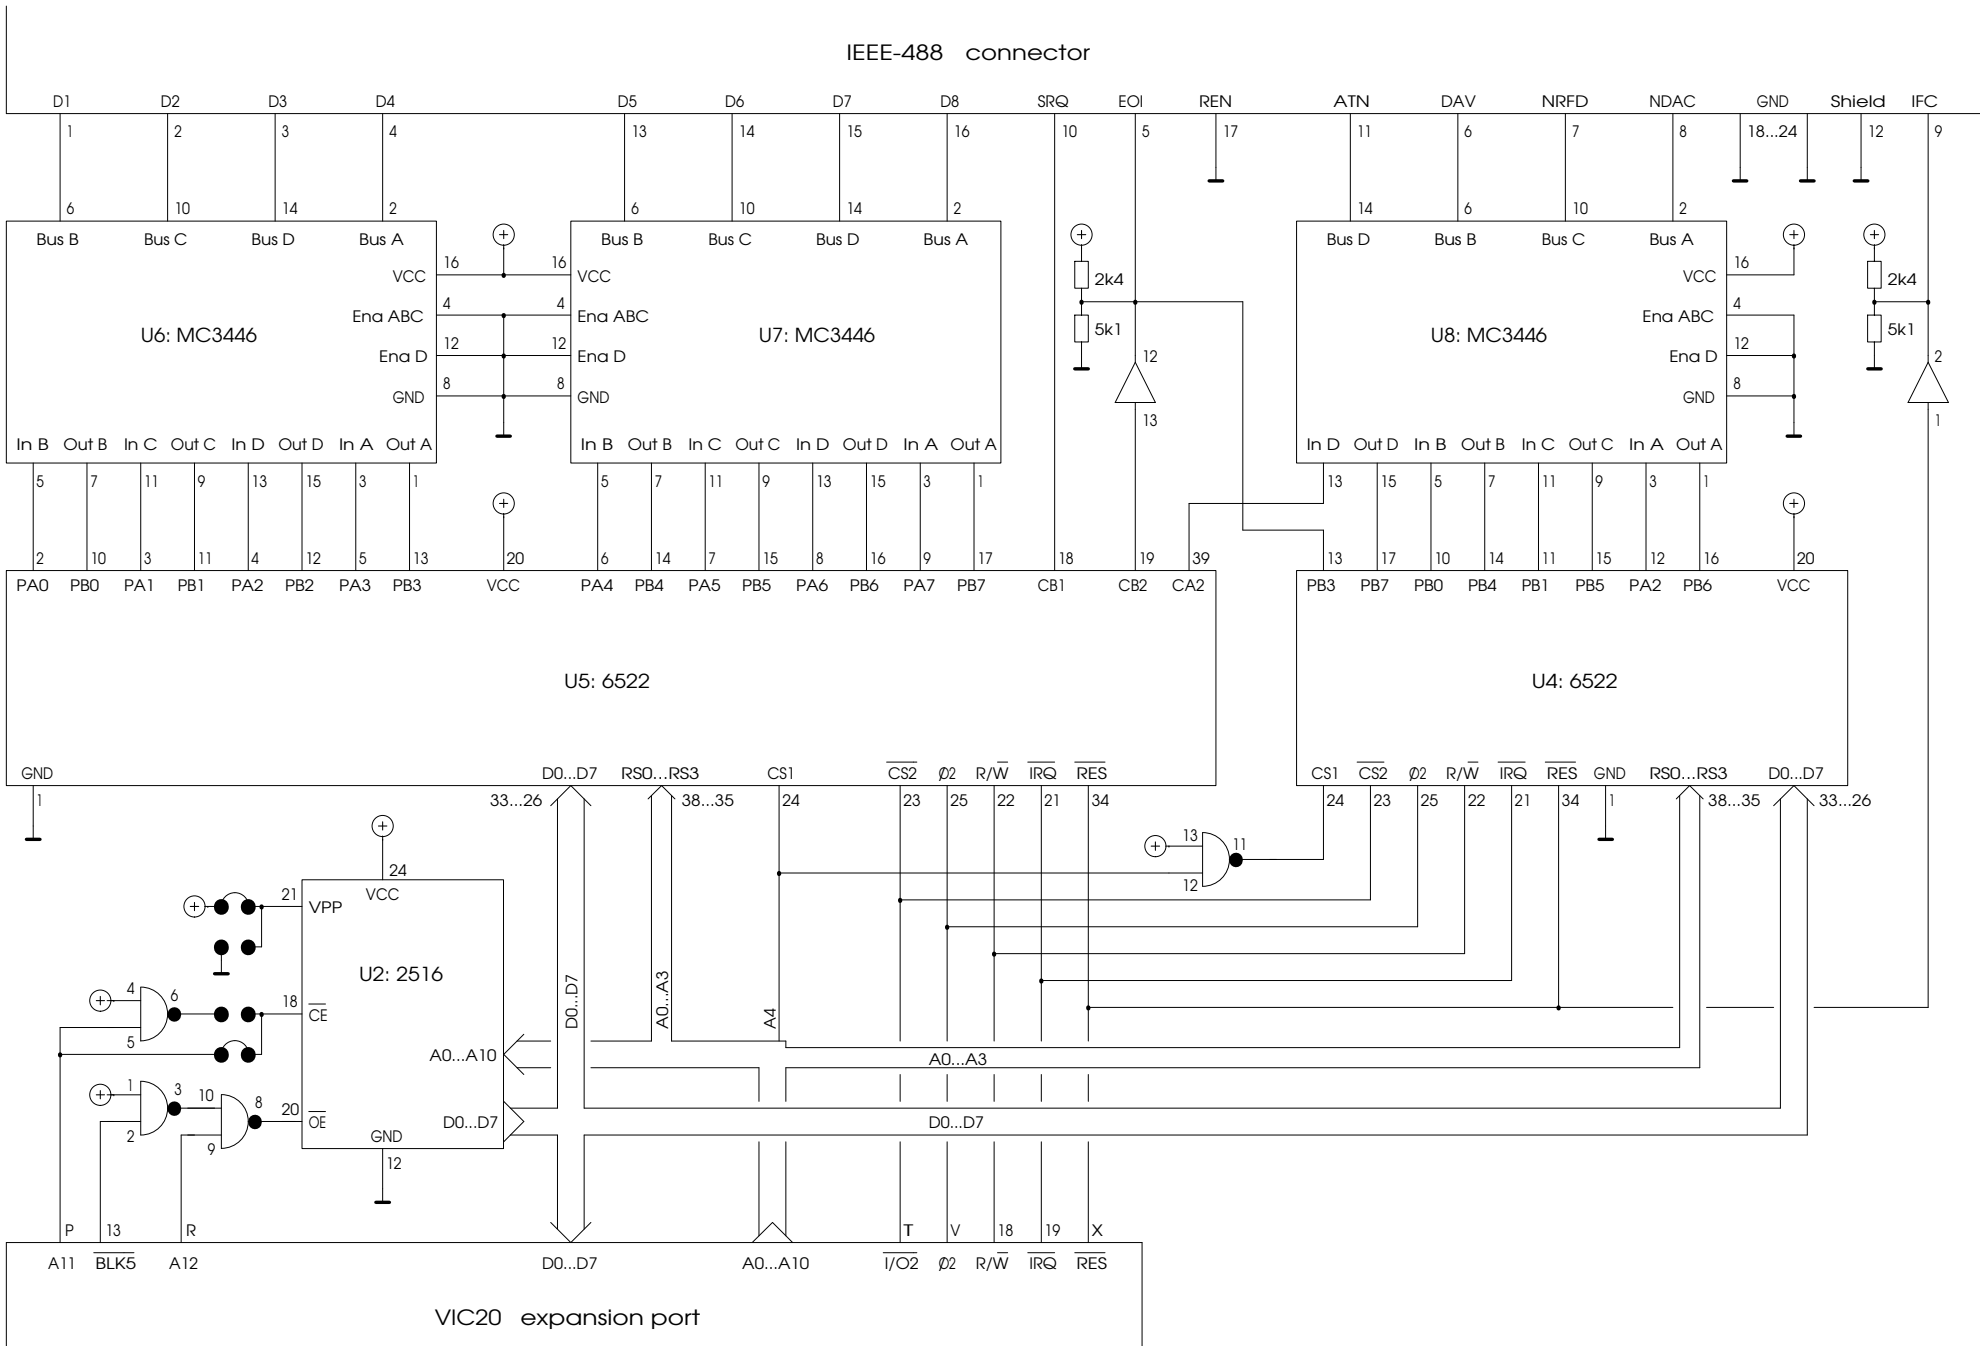 IEEE-488 connector
D1 D2 D3 D4 D5 D6 D7 D8 SRQ EOI REN ATN DAV NRFD NDAC GND Shield IFC
1 2 3 4 13 14 15 16 10 5 17 11 6 7 8 18...24 12 9
6 10 14 2 6 10 14 2 14 6 10 2
Bus B Bus C Bus D Bus A Bus B Bus C Bus D Bus A Bus D Bus B Bus C Bus A
+ + + +
16 16 16
VCC VCC VCC
2k4 2k4
4 4 4
Ena ABC Ena ABC Ena ABC
U6: MC3446 U7: MC3446 U8: MC3446
5k1 5k1
12 12 12 12 2
Ena D Ena D Ena D
8 8 8
GND GND GND
13 1
In B Out B In C Out C In D Out D In A Out A In B Out B In C Out C In D Out D In A Out A In D Out D In B Out B In C Out C In A Out A
5 7 11 9 13 15 3 1 5 7 11 9 13 15 3 1 13 15 5 7 11 9 3 1
+ +
2 10 3 11 4 12 5 13 20 6 14 7 15 8 16 9 17 18 19 39 13 17 10 14 11 15 12 16 20
PA0 PB0 PA1 PB1 PA2 PB2 PA3 PB3 VCC PA4 PB4 PA5 PB5 PA6 PB6 PA7 PB7 CB1 CB2 CA2 PB3 PB7 PB0 PB4 PB1 PB5 PA2 PB6 VCC
U5: 6522 U4: 6522
GND D0...D7 RS0...RS3 CS1 CS2 Ø2 R/W IRQ RES CS1 CS2 Ø2 R/W IRQ RES GND RS0...RS3 D0...D7
1 33...26 38...35 24 23 25 22 21 34 24 23 25 22 21 34 1 38...35 33...26
+ + 13 11
12
24
VCC
+ 21 VPP
U2: 2516
+ 4 6 18 CE
5
D0...D7 A0...A3 A4
A0...A10 A0...A3
+ 1 3 10 8 20 OE
2 9
D0...D7 D0...D7
GND
12
P 13 R T V 18 19 X
A11 BLK5 A12 D0...D7 A0...A10 I/O2 Ø2 R/W IRQ RES
VIC20 expansion port